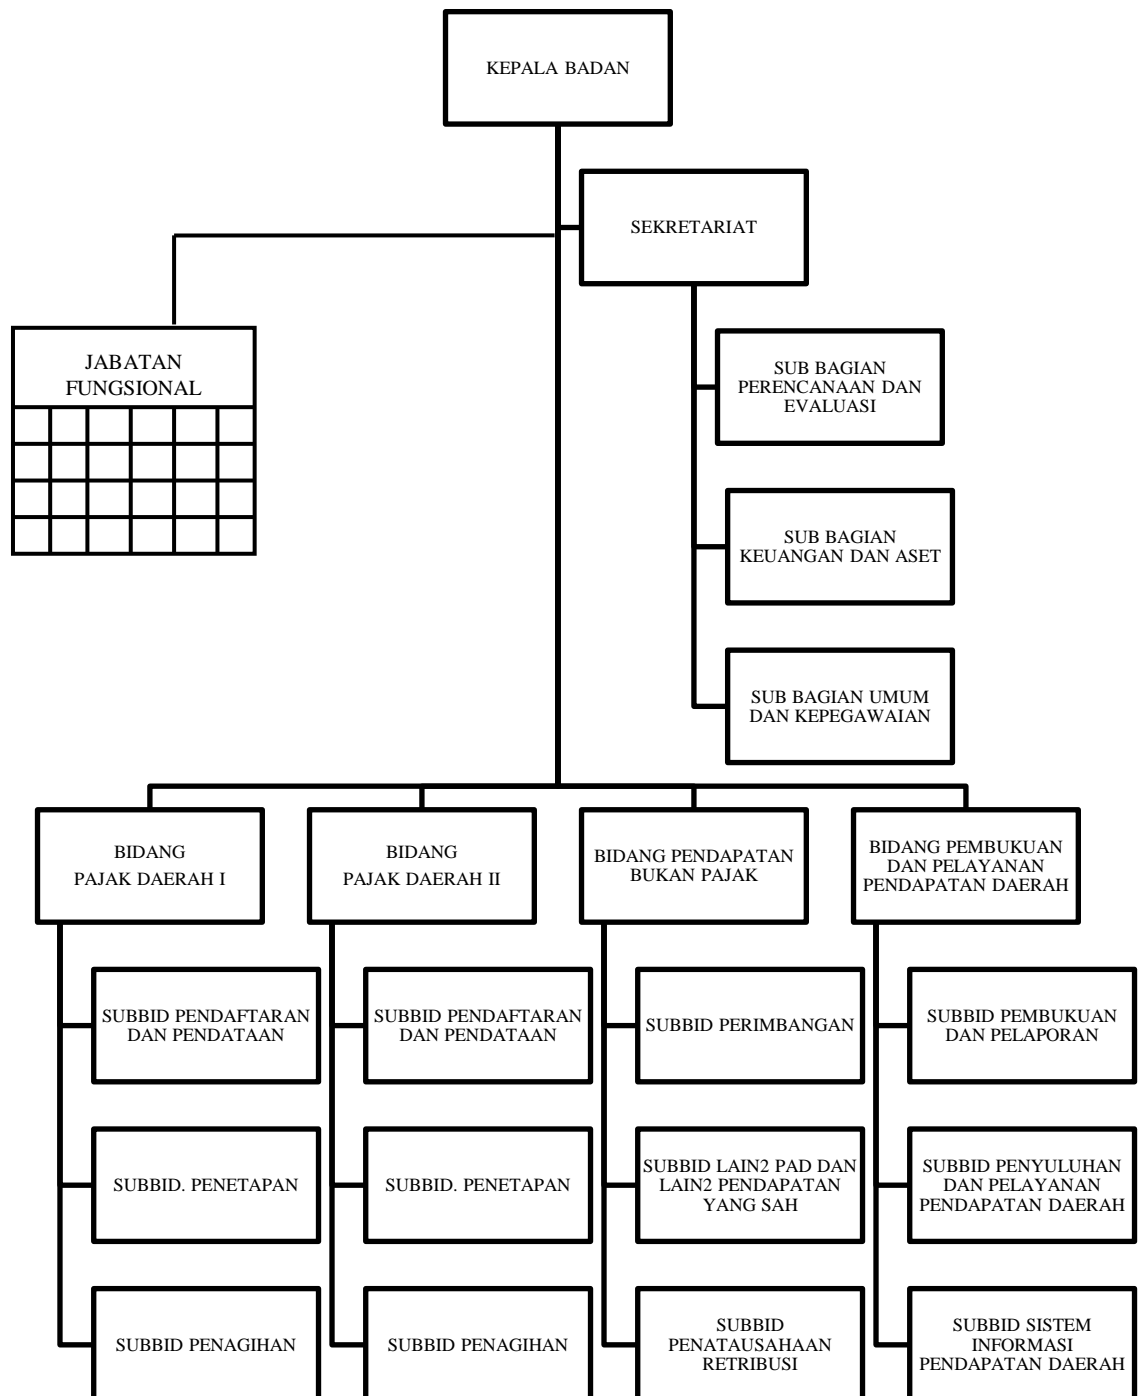 KEPALA BADAN
SEKRETARIAT
JABATAN
FUNGSIONAL
SUB BAGIAN
PERENCANAAN DAN
EVALUASI
SUB BAGIAN
KEUANGAN DAN ASET
SUB BAGIAN UMUM
DAN KEPEGAWAIAN
BIDANG
PAJAK DAERAH I
BIDANG
PAJAK DAERAH II
BIDANG PENDAPATAN
BUKAN PAJAK
BIDANG PEMBUKUAN
DAN PELAYANAN
PENDAPATAN DAERAH
SUBBID PENDAFTARAN
DAN PENDATAAN
SUBBID PENDAFTARAN
DAN PENDATAAN
SUBBID PERIMBANGAN
SUBBID PEMBUKUAN
DAN PELAPORAN
SUBBID. PENETAPAN
SUBBID. PENETAPAN
SUBBID LAIN2 PAD DAN
LAIN2 PENDAPATAN
YANG SAH
SUBBID PENYULUHAN
DAN PELAYANAN
PENDAPATAN DAERAH
SUBBID PENAGIHAN
SUBBID PENAGIHAN
SUBBID
PENATAUSAHAAN
RETRIBUSI
SUBBID SISTEM
INFORMASI
PENDAPATAN DAERAH